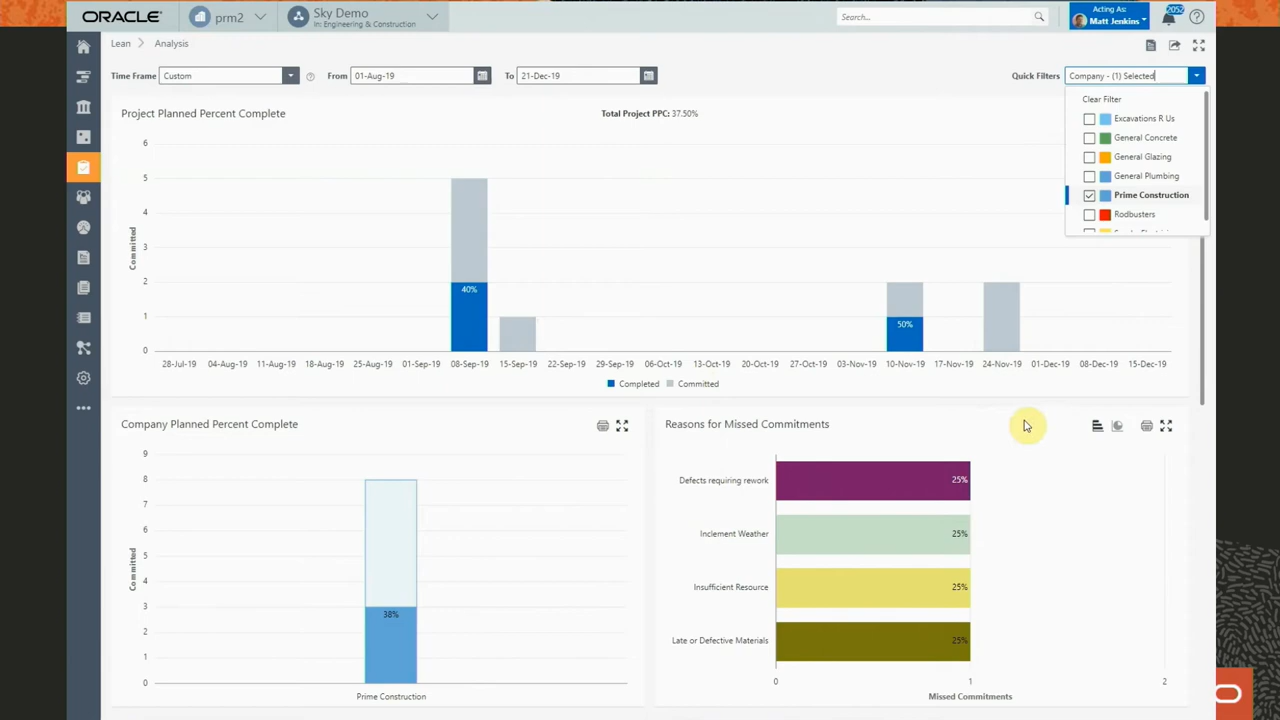 ORACLE
prm2
Sky Demo
In: Engineering & Construction
Search...
Acting As:
Matt Jenkins
2052
Lean
Analysis
Time Frame
Custom
From
01-Aug-19
To
21-Dec-19
Quick Filters
Company - (1) Selected
Clear Filter
Excavations R Us
General Concrete
General Glazing
General Plumbing
Prime Construction
Rodbusters
Project Planned Percent Complete
Total Project PPC: 37.50%
Committed
6
5
4
3
2
1
0
40%
50%
28-Jul-19 04-Aug-19 11-Aug-19 18-Aug-19 25-Aug-19 01-Sep-19 08-Sep-19 15-Sep-19 22-Sep-19 29-Sep-19 06-Oct-19 13-Oct-19 20-Oct-19 27-Oct-19 03-Nov-19 10-Nov-19 17-Nov-19 24-Nov-19 01-Dec-19 08-Dec-19 15-Dec-19
Completed Committed
Company Planned Percent Complete
Committed
9
8
7
6
5
4
3
2
1
0
38%
Prime Construction
Reasons for Missed Commitments
Defects requiring rework 25%
Inclement Weather 25%
Insufficient Resource 25%
Late or Defective Materials 25%
0 1 2
Missed Commitments